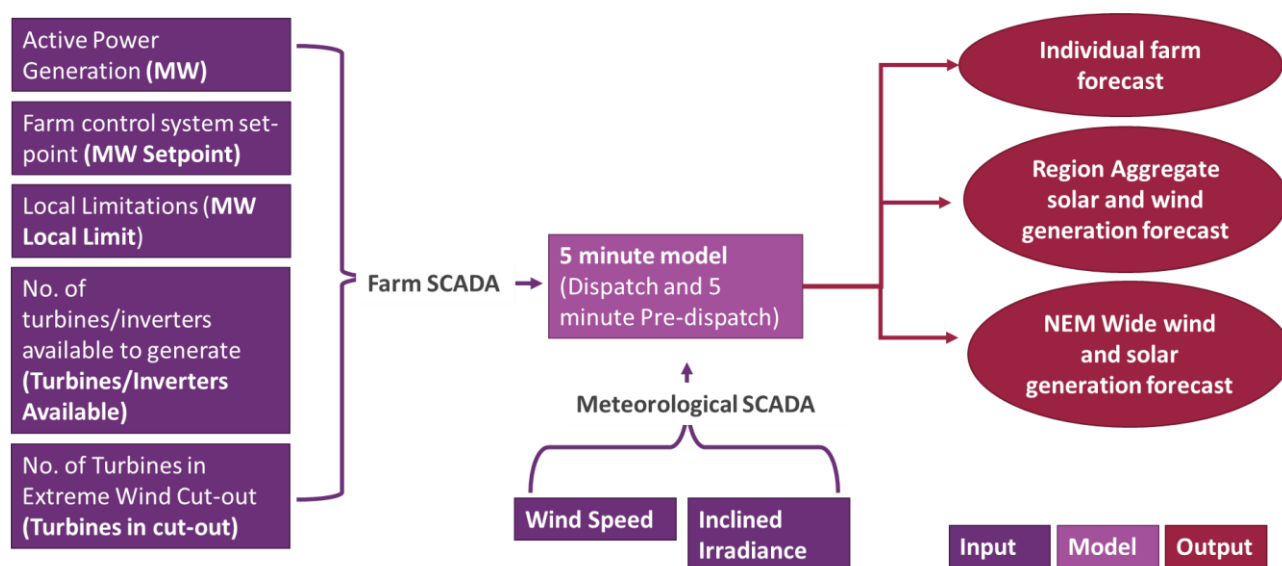 Active Power
Generation (MW)
Farm control system set-
point (MW Setpoint)
Local Limitations (MW
Local Limit)
No. of
turbines/inverters
available to generate
(Turbines/Inverters
Available)
No. of Turbines in
Extreme Wind Cut-out
(Turbines in cut-out)
Farm SCADA
5 minute model
(Dispatch and 5
minute Pre-dispatch)
Meteorological SCADA
Wind Speed
Inclined
Irradiance
Individual farm
forecast
Region Aggregate
solar and wind
generation forecast
NEM Wide wind
and solar
generation forecast
Input
Model
Output